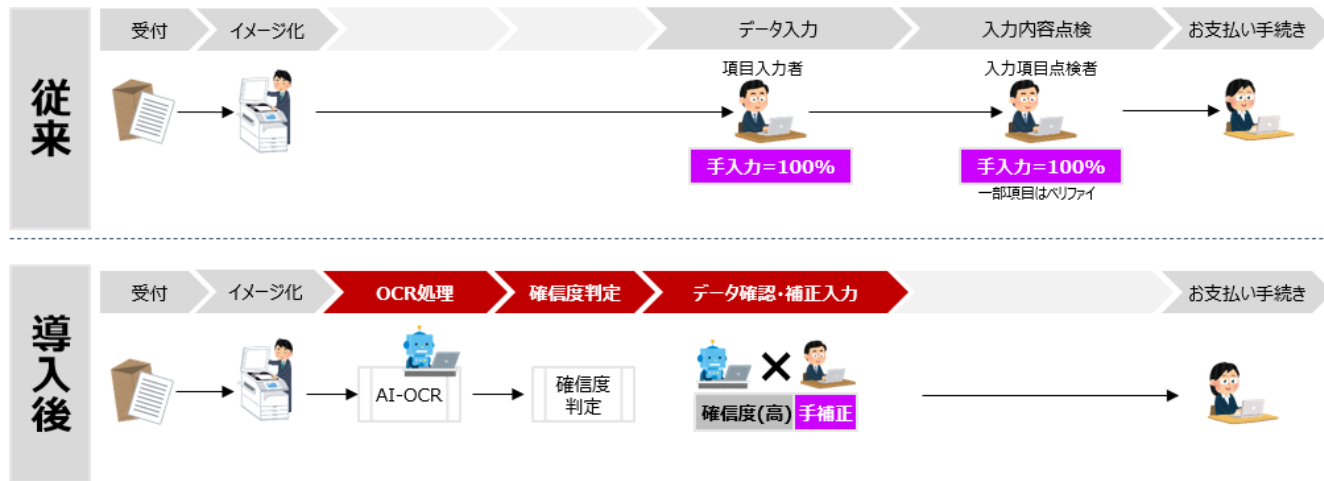 従来
受付
イメージ化
データ入力
入力内容点検
お支払い手続き
項目入力者
入力項目点検者
手入力=100%
手入力=100%
一部項目はベリファイ
導入後
受付
イメージ化
OCR処理
確信度判定
データ確認・補正入力
お支払い手続き
AI-OCR
確信度
判定
確信度(高)
手補正